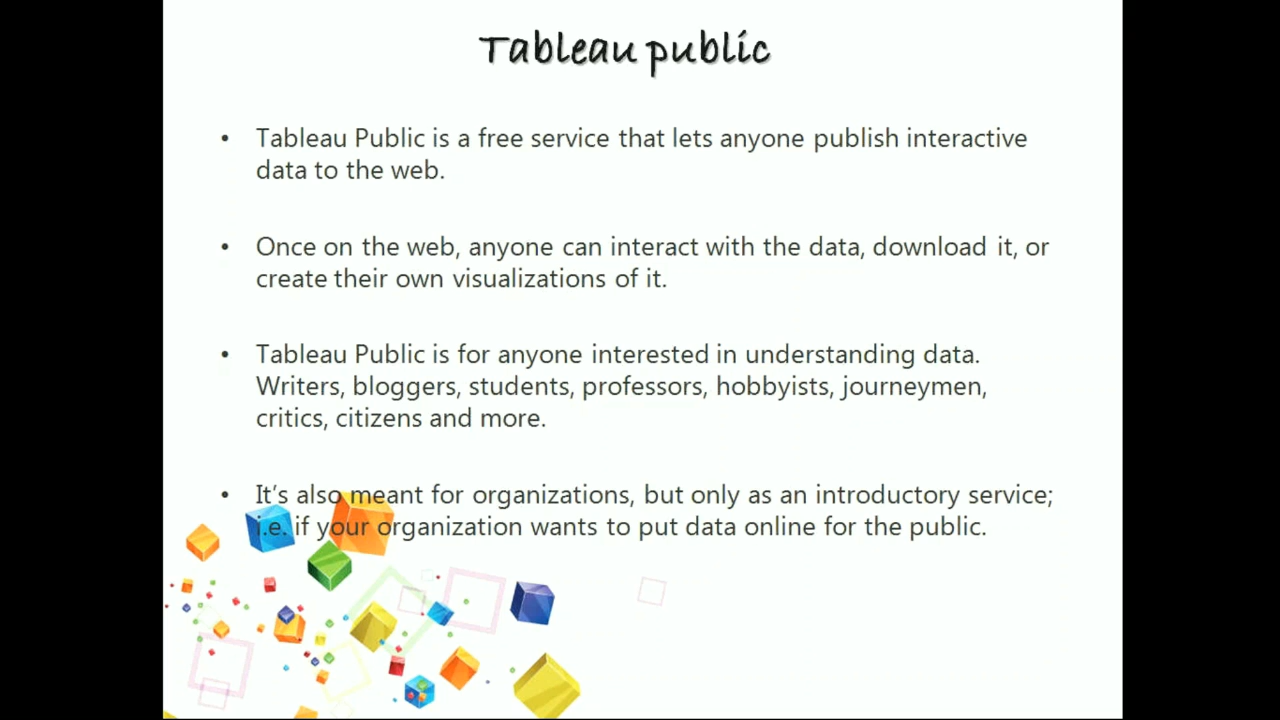 Tableau public
• Tableau Public is a free service that lets anyone publish interactive
data to the web.
• Once on the web, anyone can interact with the data, download it, or
create their own visualizations of it.
• Tableau Public is for anyone interested in understanding data.
Writers, bloggers, students, professors, hobbyists, journeymen,
critics, citizens and more.
• It’s also meant for organizations, but only as an introductory service;
i.e. if your organization wants to put data online for the public.